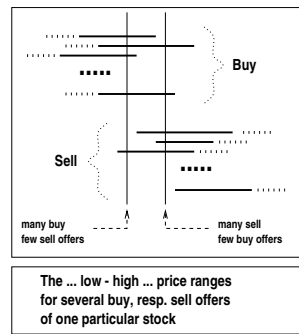 Buy
Sell
many buy
few sell offers
many sell
few buy offers
The ... low - high ... price ranges
for several buy, resp. sell offers
of one particular stock